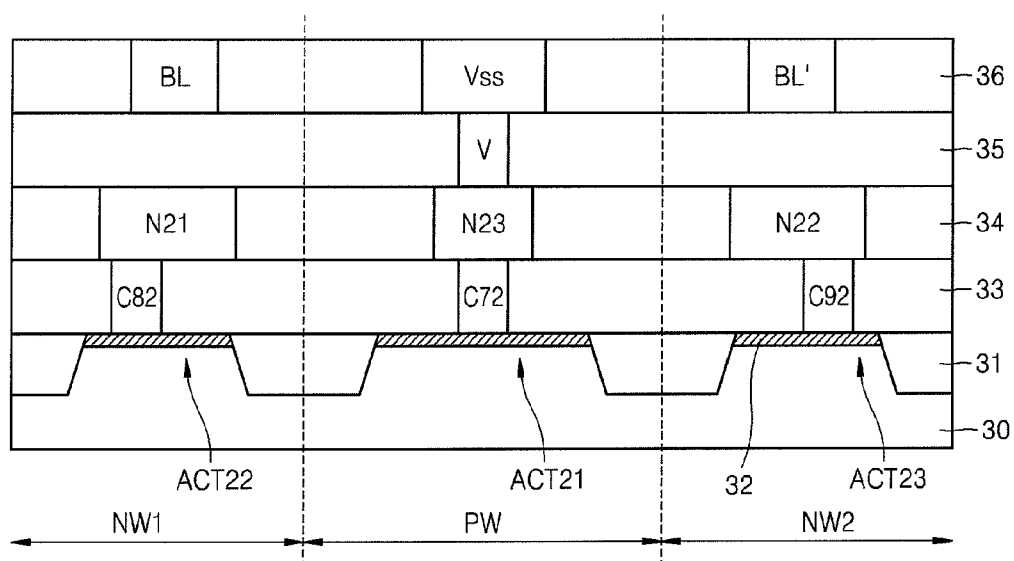 BL Vss BL' 36
V 35
N21 N23 N22 34
C82 C72 C92 33
31
30
ACT22 ACT21 32 ACT23
NW1 PW NW2